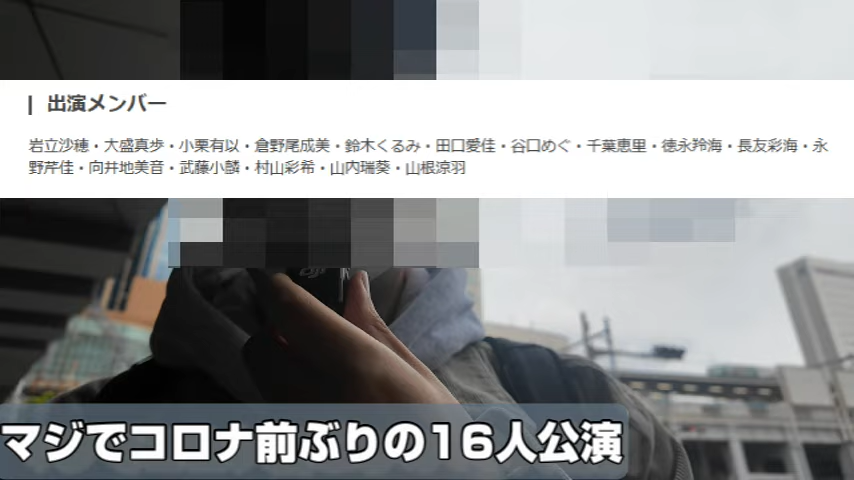 | 出演メンバー
岩立沙穂・大盛真歩・小栗有以・倉野尾成美・鈴木くるみ・田口愛佳・谷口めぐ・千葉恵里・徳永羚海・長友彩海・永
野芹佳・向井地美音・武藤小麟・村山彩希・山内瑞葵・山根涼羽
マジでコロナ前ぶりの16人公演